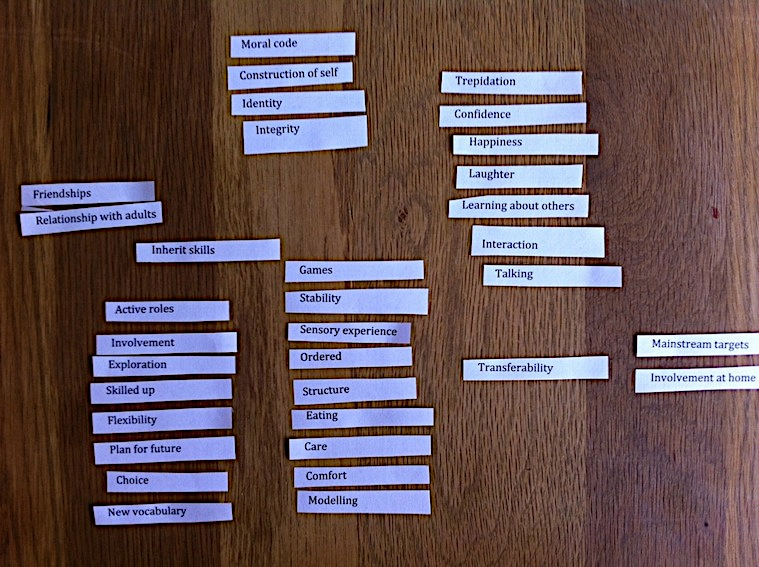 Moral code
Construction of self
Identity
Integrity
Trepidation
Confidence
Happiness
Laughter
Learning about others
Interaction
Talking
Friendships
Relationship with adults
Inherit skills
Active roles
Involvement
Exploration
Skilled up
Flexibility
Plan for future
Choice
New vocabulary
Games
Stability
Sensory experience
Ordered
Structure
Eating
Care
Comfort
Modelling
Transferability
Mainstream targets
Involvement at home